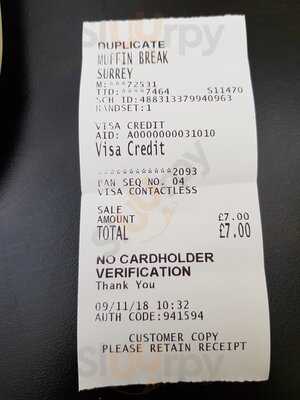 DUPLICATE
MUFFIN BREAK
SURREY
M:***72531
TID:****7464 S11470
SCH ID:488313379940963
HANDSET:1
VISA CREDIT
AID: A0000000031010
Visa Credit
************2093
PAN SEQ NO. 04
VISA CONTACTLESS
SALE
AMOUNT £7.00
TOTAL £7.00
NO CARDHOLDER
VERIFICATION
Thank You
09/11/18 10:32
AUTH CODE:941594
CUSTOMER COPY
PLEASE RETAIN RECEIPT